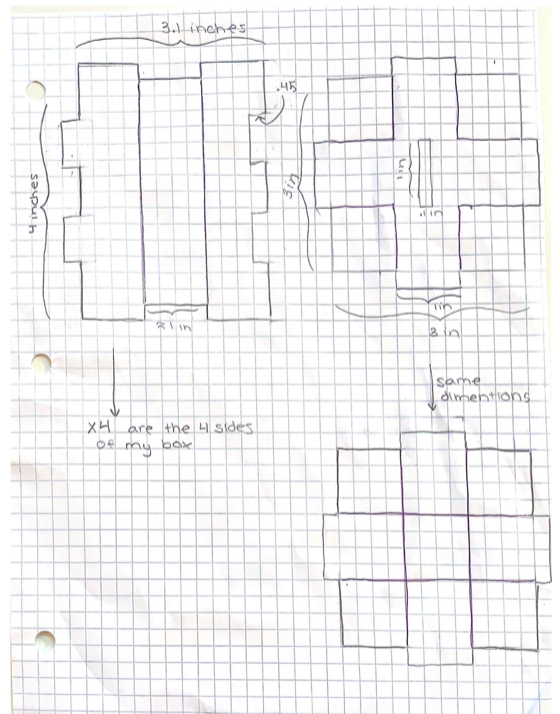 3.1 inches
.45
4 inches
3in
1in
.1in
≈1 in
1in
3 in
same
dimentions
x4 are the 4 sides
of my box